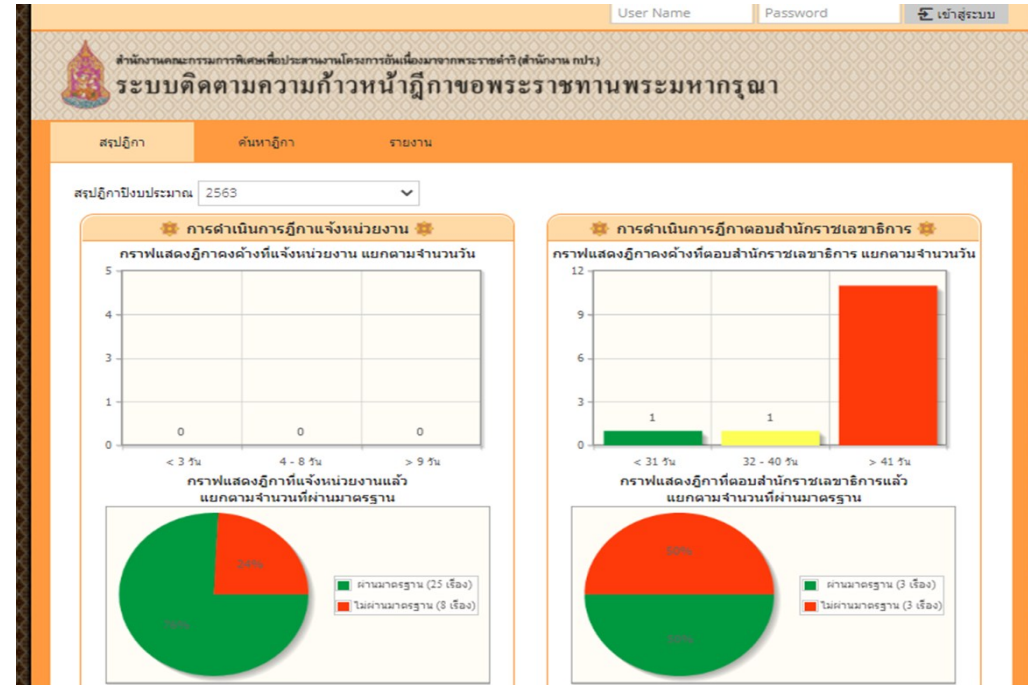 User Name
Password
เข้าสู่ระบบ
สำนักงานคณะกรรมการพิเศษเพื่อประสานงานโครงการอันเนื่องมาจากพระราชดำริ (สำนักงาน กปร.)
ระบบติดตามความก้าวหน้าฎีกาขอพระราชทานพระมหากรุณา
สรุปฎีกา
ค้นหาฎีกา
รายงาน
สรุปฎีกาปีงบประมาณ 2563
การดำเนินการฎีกาแจ้งหน่วยงาน
กราฟแสดงฎีกาคงค้างที่แจ้งหน่วยงาน แยกตามจำนวนวัน
5
4
3
1
0
0
0
0
< 3 วัน
4 - 8 วัน
> 9 วัน
กราฟแสดงฎีกาที่แจ้งหน่วยงานแล้ว
แยกตามจำนวนที่ผ่านมาตรฐาน
24%
76%
ผ่านมาตรฐาน (25 เรื่อง)
ไม่ผ่านมาตรฐาน (8 เรื่อง)
การดำเนินการฎีกาตอบสำนักราชเลขาธิการ
กราฟแสดงฎีกาคงค้างที่ตอบสำนักราชเลขาธิการ แยกตามจำนวนวัน
12
9
6
3
0
1
1
< 31 วัน
32 - 40 วัน
> 41 วัน
กราฟแสดงฎีกาที่ตอบสำนักราชเลขาธิการแล้ว
แยกตามจำนวนที่ผ่านมาตรฐาน
50%
50%
ผ่านมาตรฐาน (3 เรื่อง)
ไม่ผ่านมาตรฐาน (3 เรื่อง)